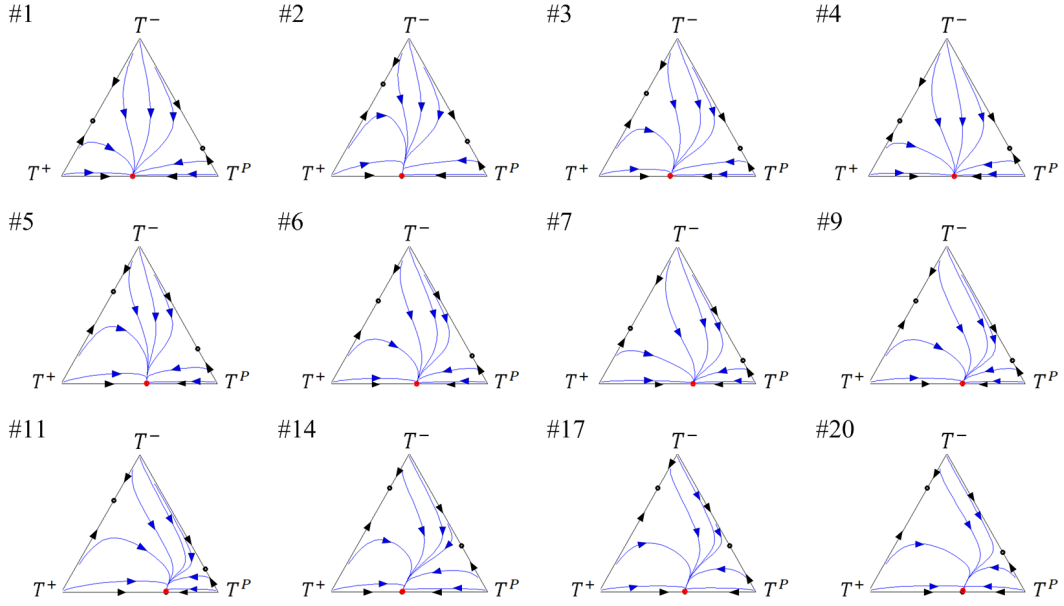 #1 #2 #3 #4
T⁻ T⁻ T⁻ T⁻
T⁺ Tᴾ T⁺ Tᴾ T⁺ Tᴾ T⁺ Tᴾ
#5 #6 #7 #9
T⁻ T⁻ T⁻ T⁻
T⁺ Tᴾ T⁺ Tᴾ T⁺ Tᴾ T⁺ Tᴾ
#11 #14 #17 #20
T⁻ T⁻ T⁻ T⁻
T⁺ Tᴾ T⁺ Tᴾ T⁺ Tᴾ T⁺ Tᴾ